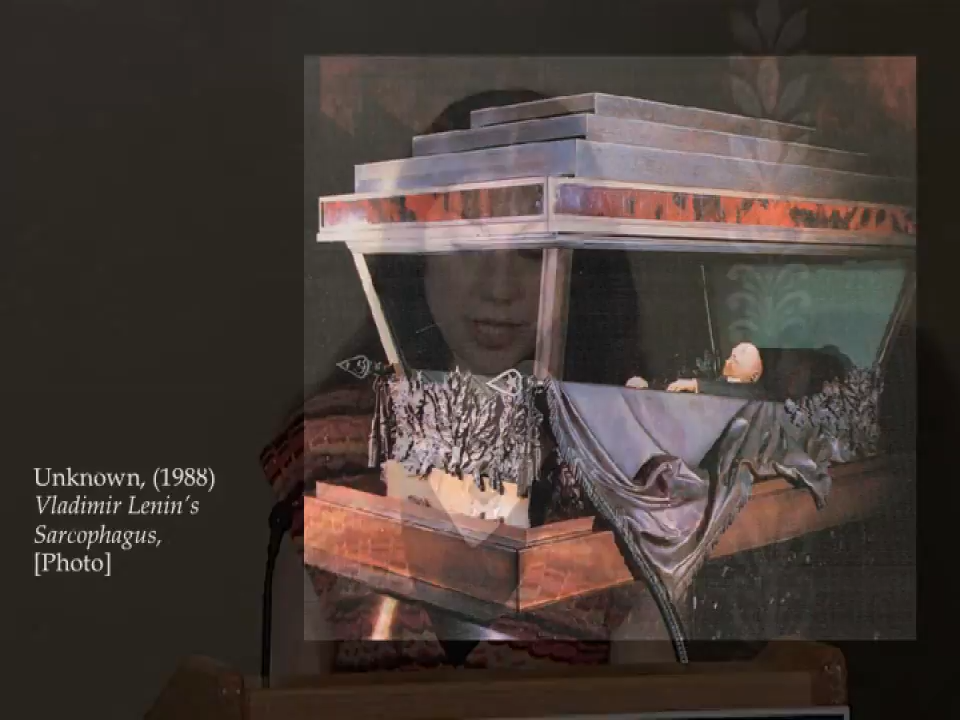 Unknown, (1988)
Vladimir Lenin's
Sarcophagus,
[Photo]